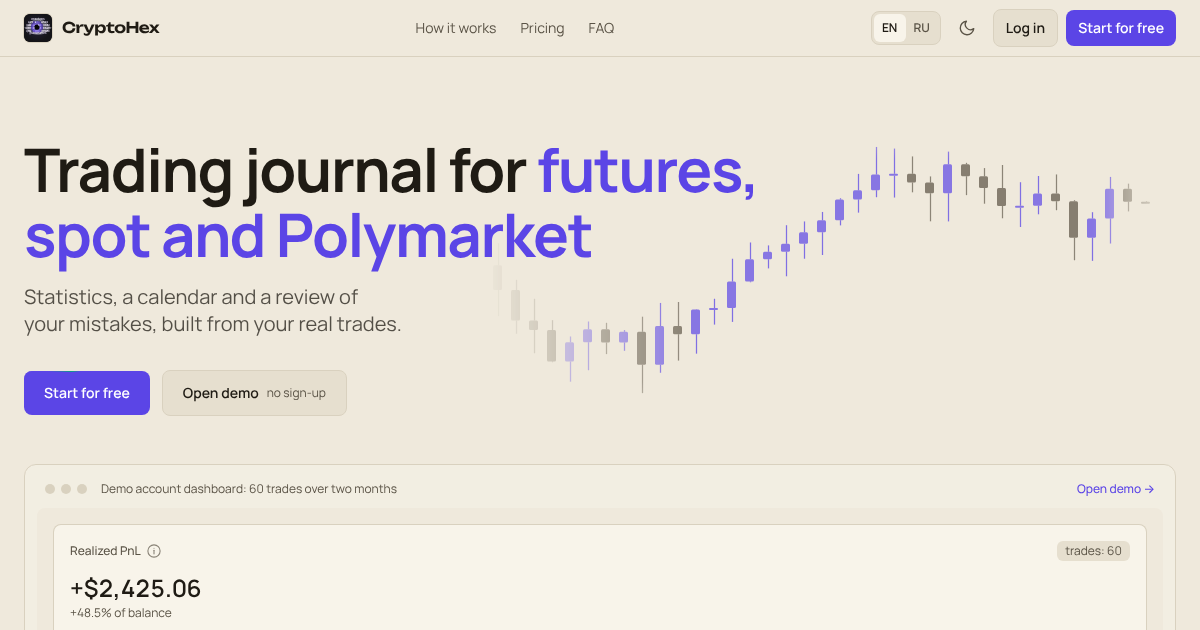 CryptoHex
How it works
Pricing
FAQ
EN
RU
Log in
Start for free
Trading journal for futures,
spot and Polymarket
Statistics, a calendar and a review of
your mistakes, built from your real trades.
Start for free
Open demo no sign-up
Demo account dashboard: 60 trades over two months
Open demo →
Realized PnL
trades: 60
+$2,425.06
+48.5% of balance